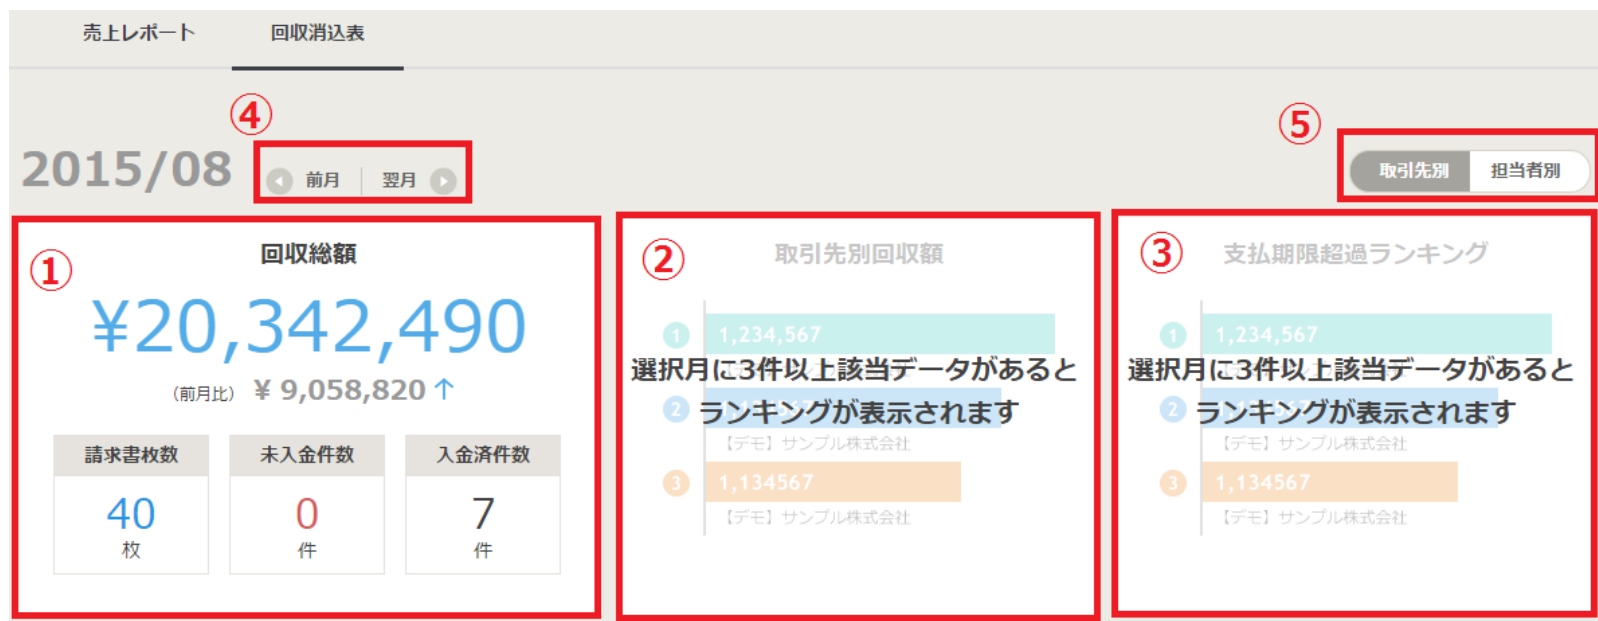 売上レポート
回収消込表
④
⑤
2015/08
前月
翌月
取引先別
担当者別
①
回収総額
¥20,342,490
(前月比) ¥ 9,058,820 ↑
請求書枚数
未入金件数
入金済件数
40
枚
0
件
7
件
②
取引先別回収額
1
1,234,567
選択月に3件以上該当データがあると
2
ランキングが表示されます
【デモ】サンプル株式会社
3
1,134567
【デモ】サンプル株式会社
③
支払期限超過ランキング
1
1,234,567
選択月に3件以上該当データがあると
2
ランキングが表示されます
【デモ】サンプル株式会社
3
1,134567
【デモ】サンプル株式会社